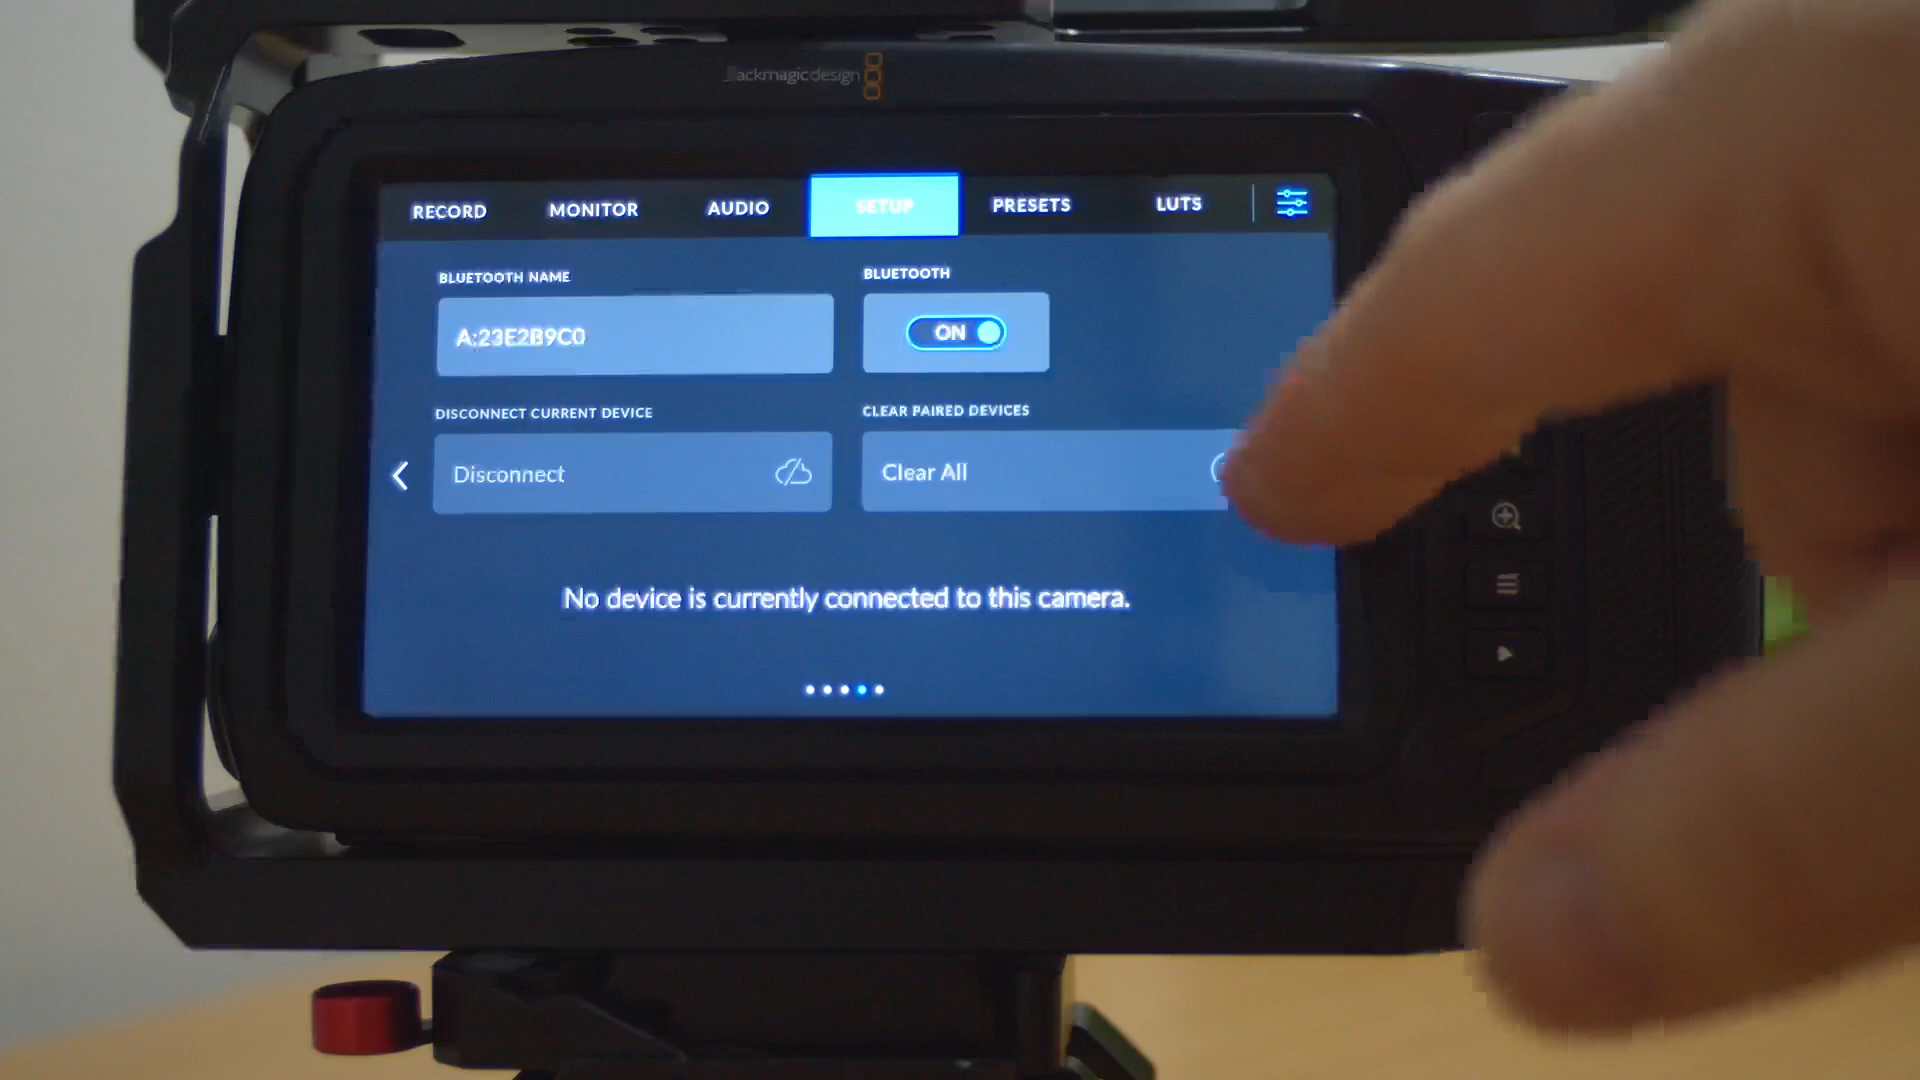 ackmagicdesign
RECORD MONITOR AUDIO SETUP PRESETS LUTS
BLUETOOTH NAME BLUETOOTH
A:23E2B9C0 ON
DISCONNECT CURRENT DEVICE CLEAR PAIRED DEVICES
Disconnect Clear All
No device is currently connected to this camera.